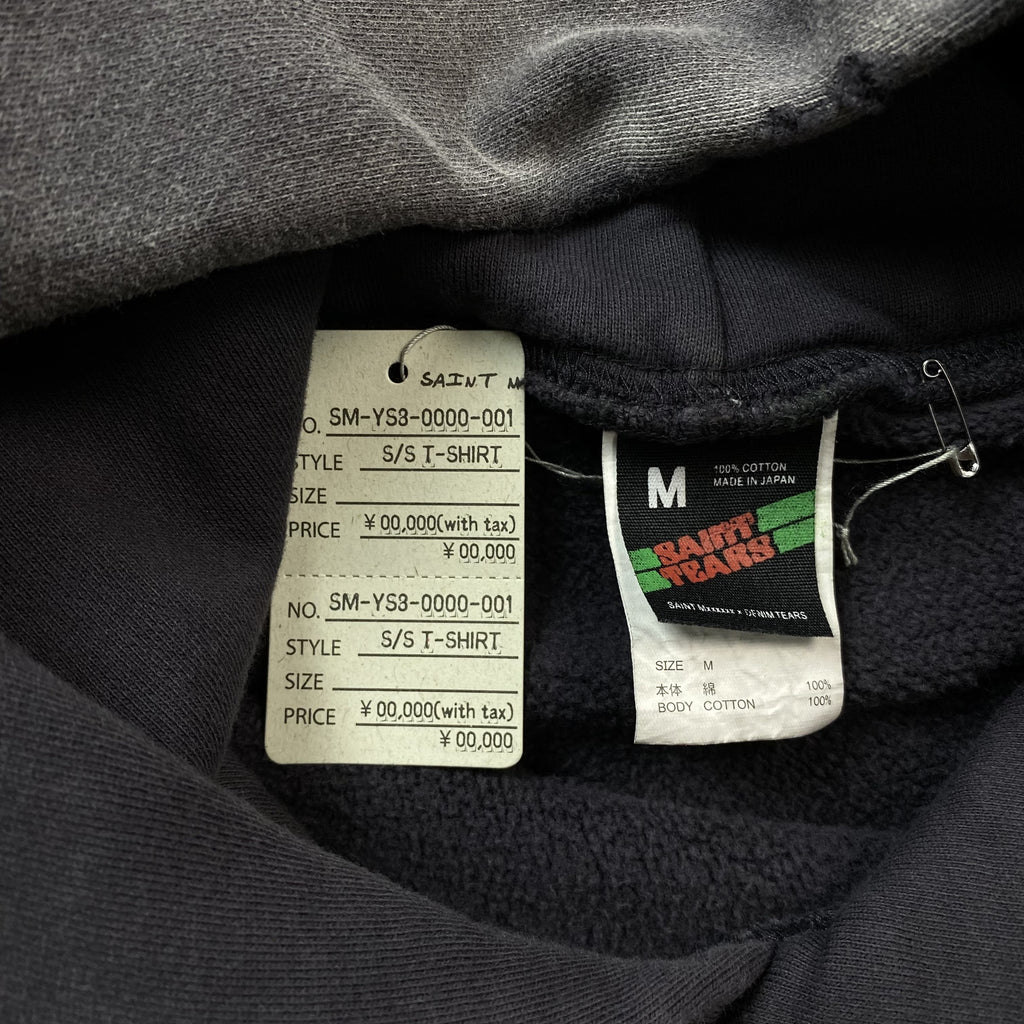 SAINT M
NO. SM-YS3-0000-001
STYLE S/S T-SHIRT
SIZE
PRICE ¥00,000(with tax)
¥00,000
NO. SM-YS3-0000-001
STYLE S/S T-SHIRT
SIZE
PRICE ¥00,000(with tax)
¥00,000
M
100% COTTON
MADE IN JAPAN
SAINT
TEARS
SAINT Mxxxxxx x DENIM TEARS
SIZE M
本体 綿 100%
BODY COTTON 100%